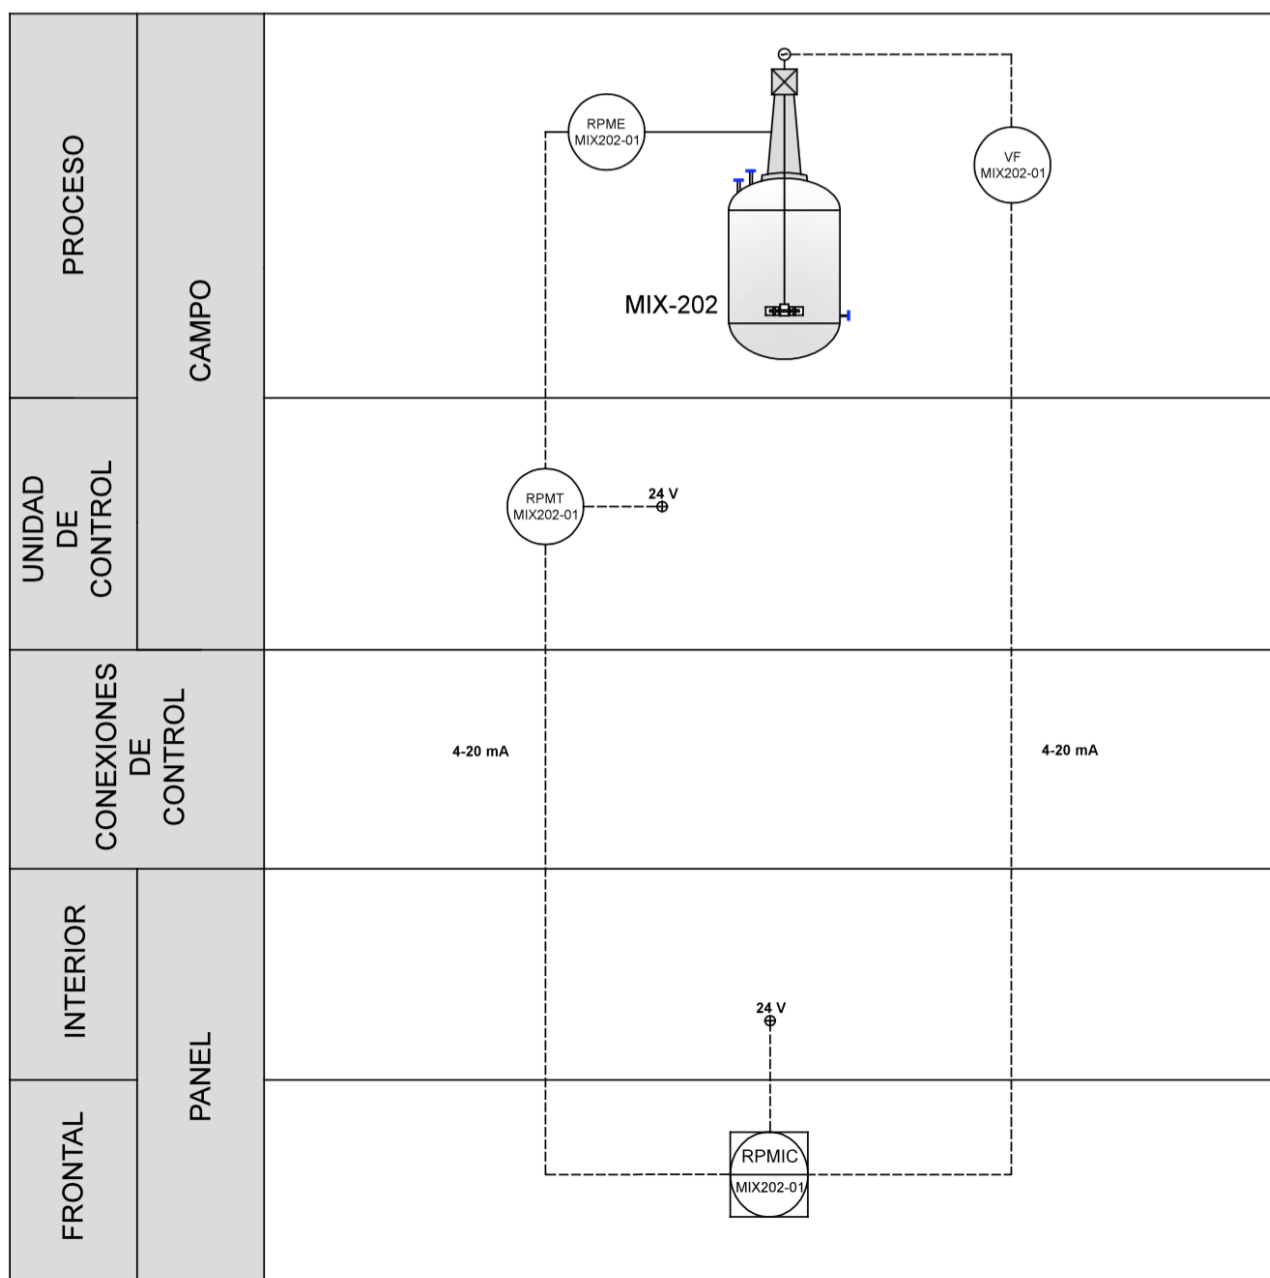 PROCESO
CAMPO
RPME
MIX202-01
VF
MIX202-01
MIX-202
UNIDAD
DE
CONTROL
RPMT
MIX202-01
24 V
CONEXIONES
DE
CONTROL
4-20 mA
4-20 mA
INTERIOR
PANEL
24 V
FRONTAL
RPMIC
MIX202-01